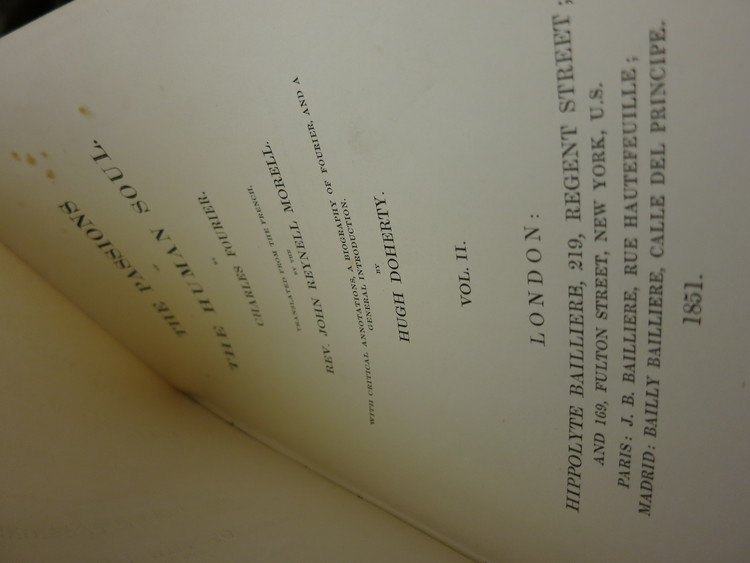 THE PASSIONS
OF
THE HUMAN SOUL,
BY
CHARLES FOURIER.
TRANSLATED FROM THE FRENCH,
BY THE
REV. JOHN REYNELL MORELL.
WITH CRITICAL ANNOTATIONS, A BIOGRAPHY OF FOURIER, AND A
GENERAL INTRODUCTION,
BY
HUGH DOHERTY.
VOL. II.
LONDON:
HIPPOLYTE BAILLIERE, 219, REGENT STREET;
AND 169, FULTON STREET, NEW YORK, U.S.
PARIS: J. B. BAILLIERE, RUE HAUTEFEUILLE;
MADRID: BAILLY BAILLIERE, CALLE DEL PRINCIPE.
1851.